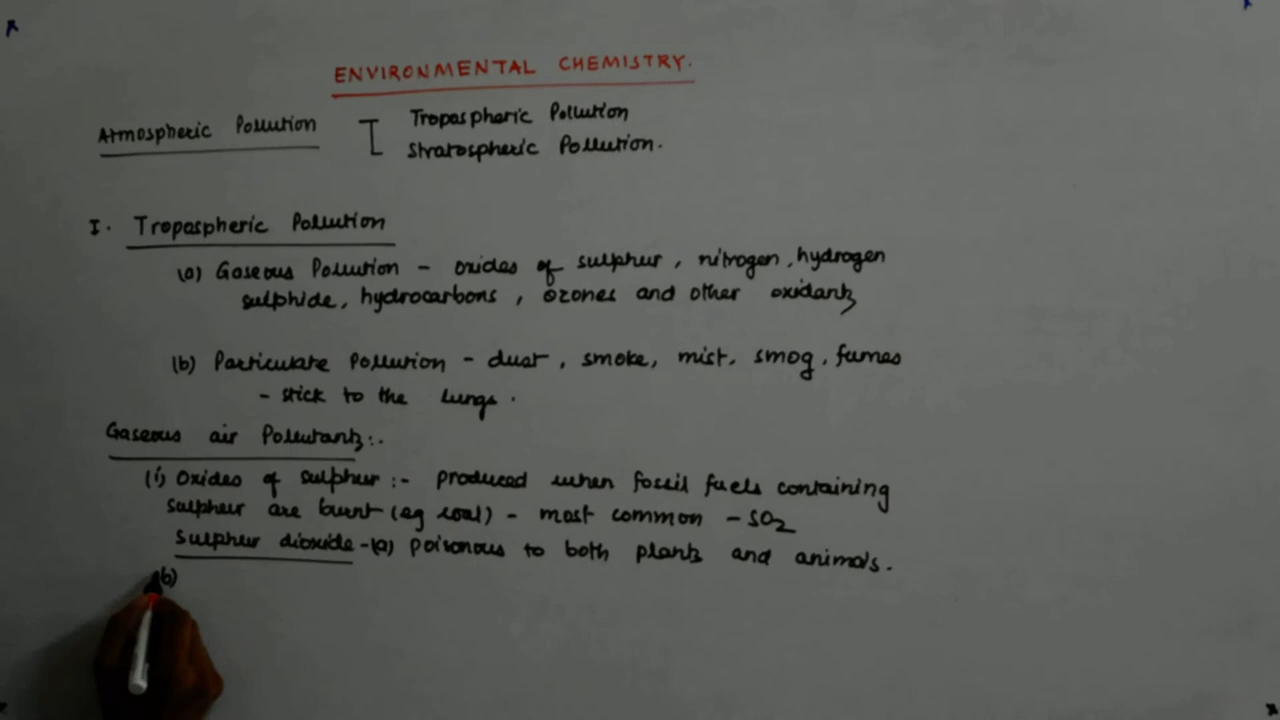 ENVIRONMENTAL CHEMISTRY.
Atmospheric Pollution
Tropospheric Pollution
Stratospheric Pollution.
I. Tropospheric Pollution
(a) Gaseous Pollution - oxides of sulphur, nitrogen, hydrogen
sulphide, hydrocarbons, ozones and other oxidants
(b) Particulate Pollution - dust, smoke, mist, smog, fumes
- stick to the lungs.
Gaseous air Pollutants:-
(i) Oxides of sulphur :- produced when fossil fuels containing
sulphur are burnt (eg coal) - most common - SO2
Sulphur dioxide - (a) poisonous to both plants and animals.
(b)